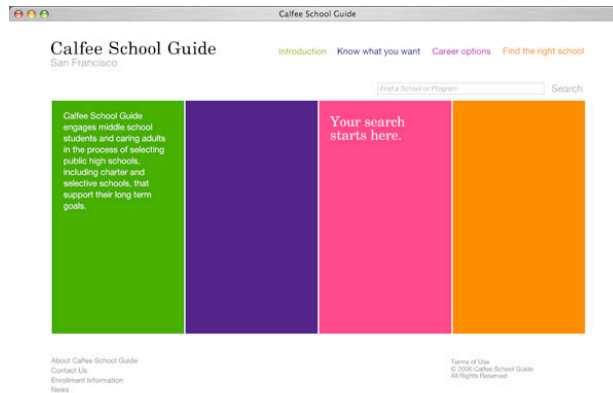 Calfee School Guide
Calfee School Guide
San Francisco
Introduction Know what you want Career options Find the right school
Find a School or Program Search
Calfee School Guide
engages middle school
students and caring adults
in the process of selecting
public high schools,
including charter and
selective schools, that
support their long term
goals.
Your search
starts here.
About Calfee School Guide
Contact Us
Enrollment Information
News
Terms of Use
© 2006 Calfee School Guide
All Rights Reserved